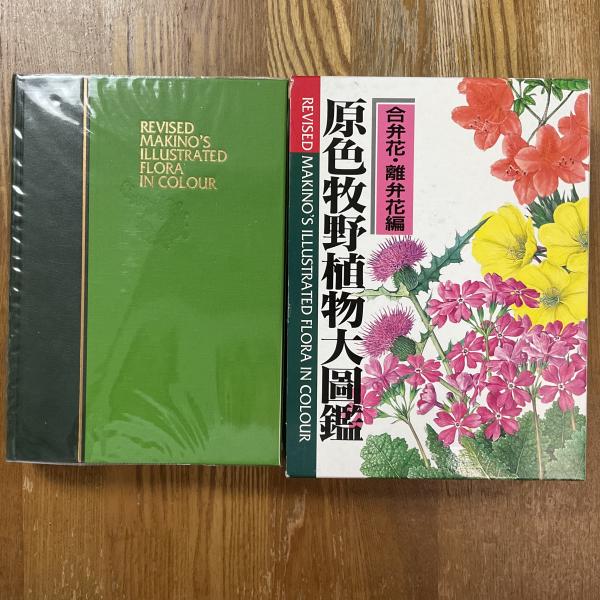 REVISED
MAKINO'S
ILLUSTRATED
FLORA
IN COLOUR
REVISED MAKINO'S ILLUSTRATED FLORA IN COLOUR
原色牧野植物大圖鑑
合弁花・離弁花編